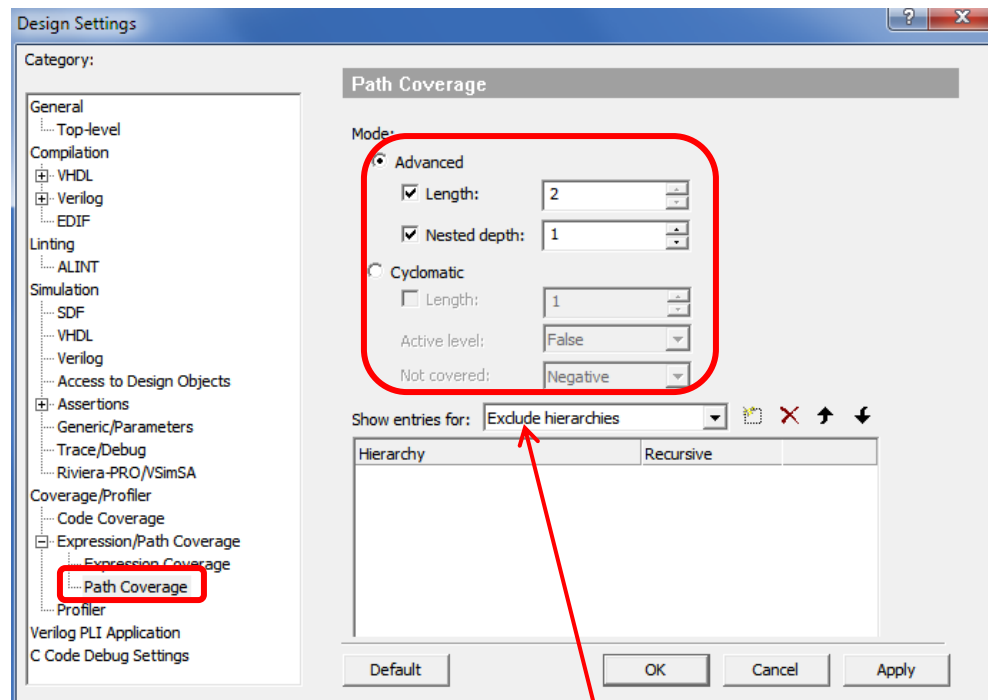 Design Settings
?
X
Category:
General
Top-level
Compilation
VHDL
Verilog
EDIF
Linting
ALINT
Simulation
SDF
VHDL
Verilog
Access to Design Objects
Assertions
Generic/Parameters
Trace/Debug
Riviera-PRO/VSimSA
Coverage/Profiler
Code Coverage
Expression/Path Coverage
Expression Coverage
Path Coverage
Profiler
Verilog PLI Application
C Code Debug Settings
Path Coverage
Mode:
Advanced
Length: 2
Nested depth: 1
Cyclomatic
Length: 1
Active level: False
Not covered: Negative
Show entries for: Exclude hierarchies
Hierarchy Recursive
Default OK Cancel Apply